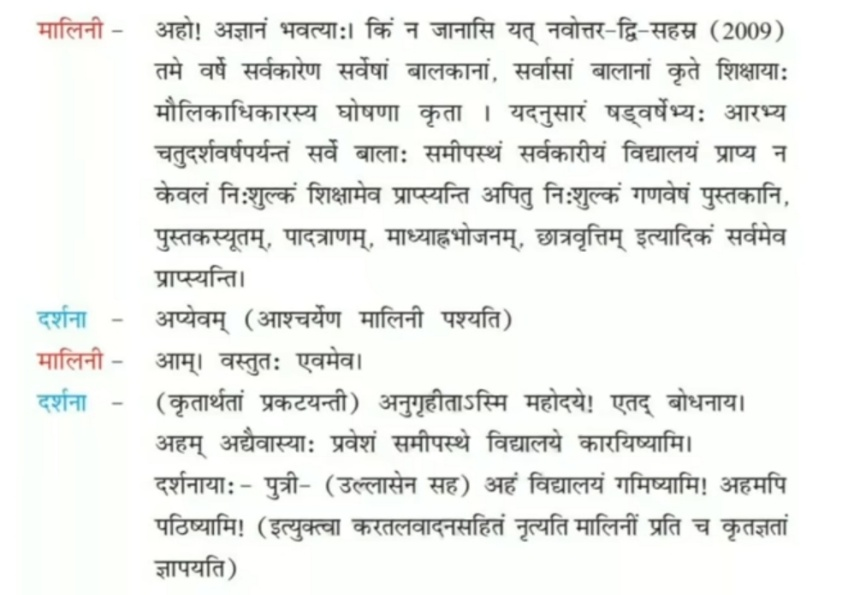 मालिनी - अहो! अज्ञानं भवत्याः। किं न जानासि यत् नवोत्तर-द्वि-सहस्र (2009)
तमे वर्षे सर्वकारेण सर्वेषां बालकानां, सर्वासां बालानां कृते शिक्षायाः
मौलिकाधिकारस्य घोषणा कृता । यदनुसारं षड्वर्षेभ्यः आरभ्य
चतुदर्शवर्षपर्यन्तं सर्वे बालाः समीपस्थं सर्वकारीयं विद्यालयं प्राप्य न
केवलं निःशुल्कं शिक्षामेव प्राप्स्यन्ति अपितु निःशुल्कं गणवेषं पुस्तकानि,
पुस्तकस्यूतम्, पादत्राणम्, माध्याह्नभोजनम्, छात्रवृत्तिम् इत्यादिकं सर्वमेव
प्राप्स्यन्ति।
दर्शना - अप्येवम् (आश्चर्येण मालिनी पश्यति)
मालिनी - आम्। वस्तुतः एवमेव।
दर्शना - (कृतार्थतां प्रकटयन्ती) अनुगृहीताऽस्मि महोदये! एतद् बोधनाय।
अहम् अद्यैवास्याः प्रवेशं समीपस्थे विद्यालये कारयिष्यामि।
दर्शनायाः- पुत्री- (उल्लासेन सह) अहं विद्यालयं गमिष्यामि! अहमपि
पठिष्यामि! (इत्युक्त्वा करतलवादनसहितं नृत्यति मालिनीं प्रति च कृतज्ञतां
ज्ञापयति)